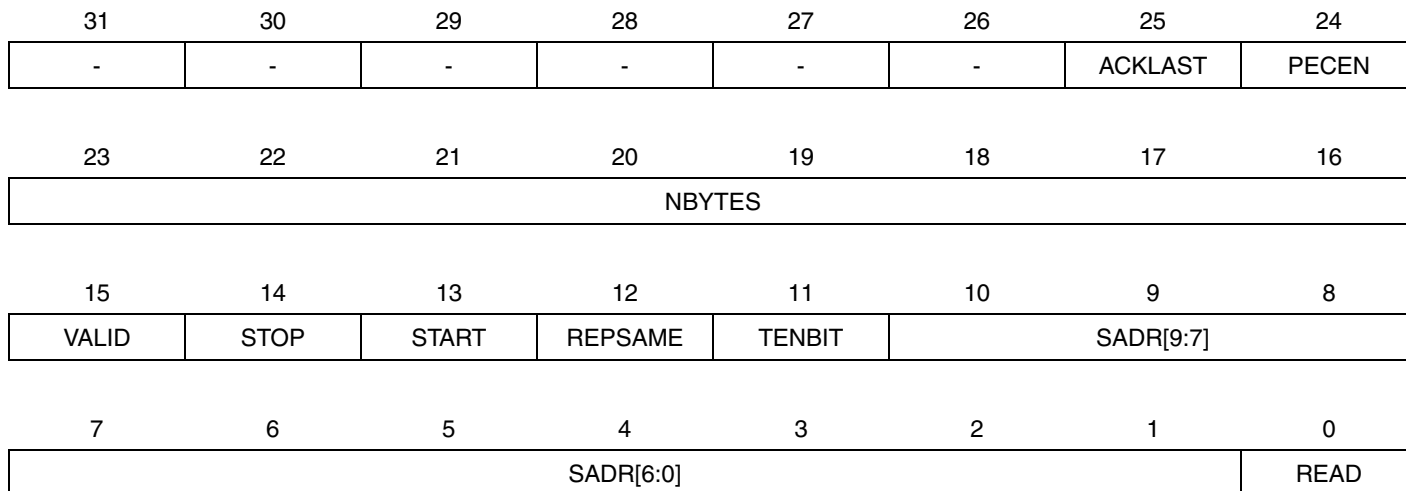 31 30 29 28 27 26 25 24
- - - - - - ACKLAST PECEN
23 22 21 20 19 18 17 16
NBYTES
15 14 13 12 11 10 9 8
VALID STOP START REPSAME TENBIT SADR[9:7]
7 6 5 4 3 2 1 0
SADR[6:0] READ